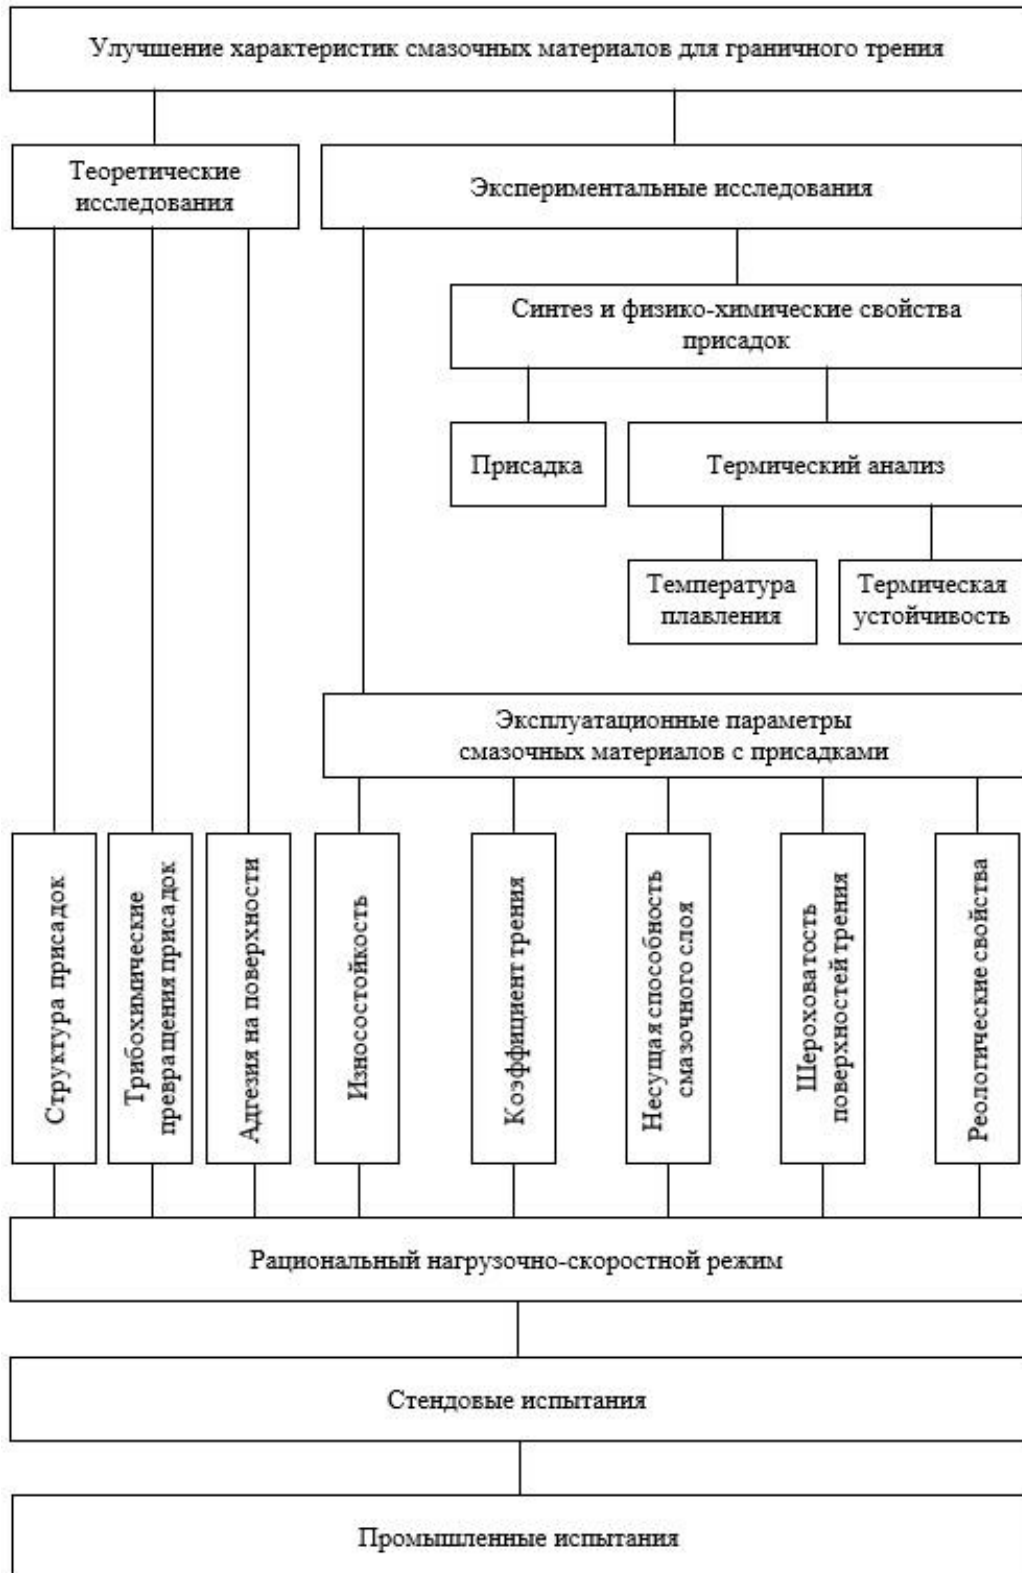 Улучшение характеристик смазочных материалов для граничного трения
Теоретические
исследования
Экспериментальные исследования
Синтез и физико-химические свойства
присадок
Присадка
Термический анализ
Температура
плавления
Термическая
устойчивость
Эксплуатационные параметры
смазочных материалов с присадками
Структура присадок
Трибохимические
превращения присадок
Адгезия на поверхности
Износостойкость
Коэффициент трения
Несущая способность
смазочного слоя
Шероховатость
поверхностей трения
Реологические свойства
Рациональный нагрузочно-скоростной режим
Стендовые испытания
Промышленные испытания